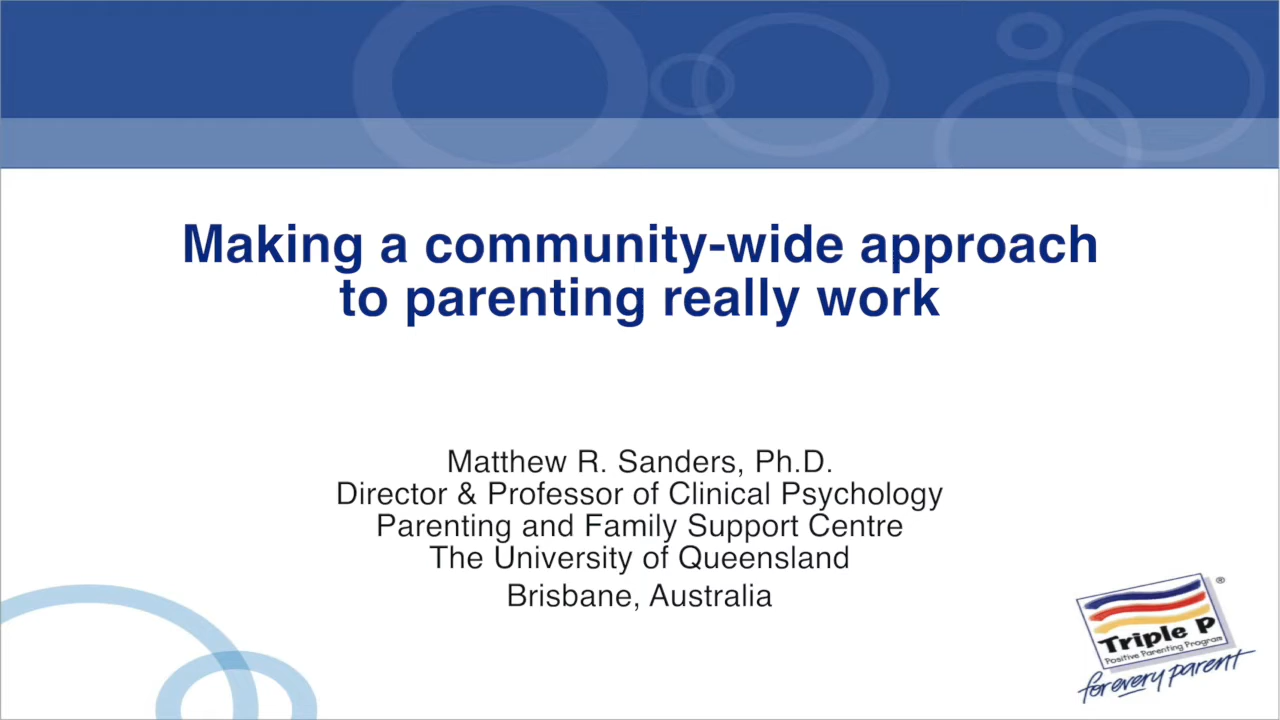 Making a community-wide approach
to parenting really work
Matthew R. Sanders, Ph.D.
Director & Professor of Clinical Psychology
Parenting and Family Support Centre
The University of Queensland
Brisbane, Australia
®
Triple P
Positive Parenting Program
for every parent